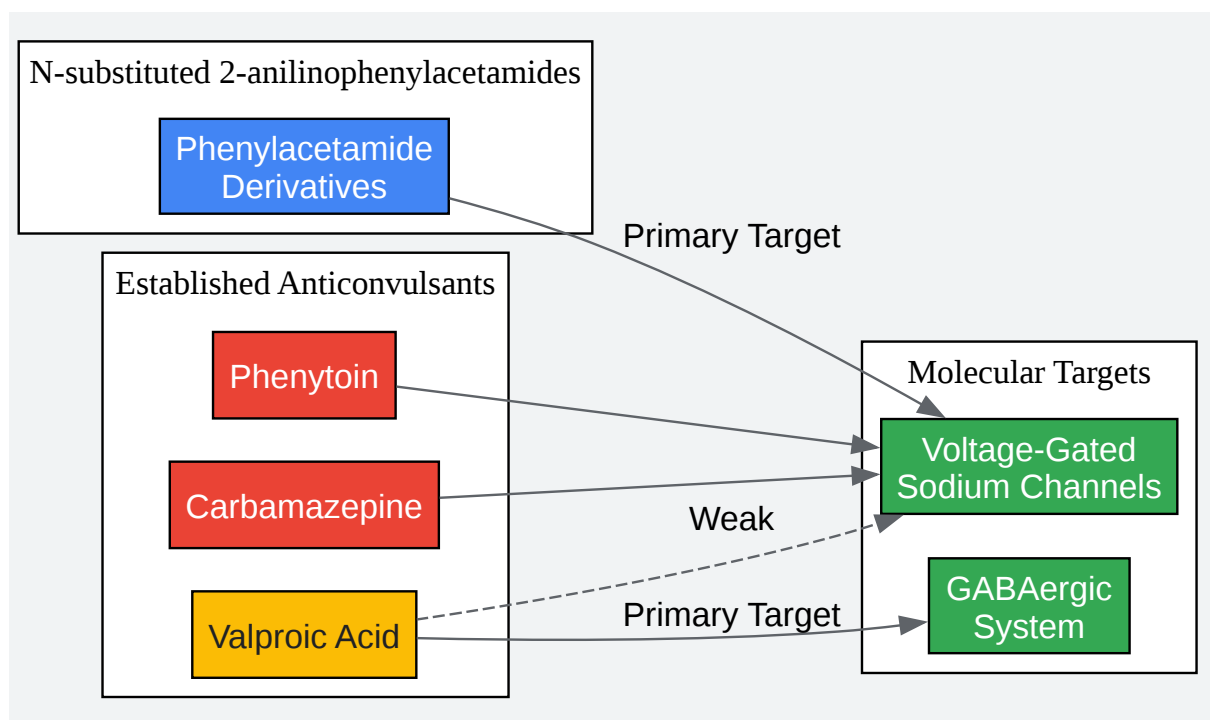 N-substituted 2-anilinophenylacetamides
Phenylacetamide
Derivatives
Primary Target
Established Anticonvulsants
Phenytoin
Carbamazepine
Valproic Acid
Weak
Primary Target
Molecular Targets
Voltage-Gated
Sodium Channels
GABAergic
System